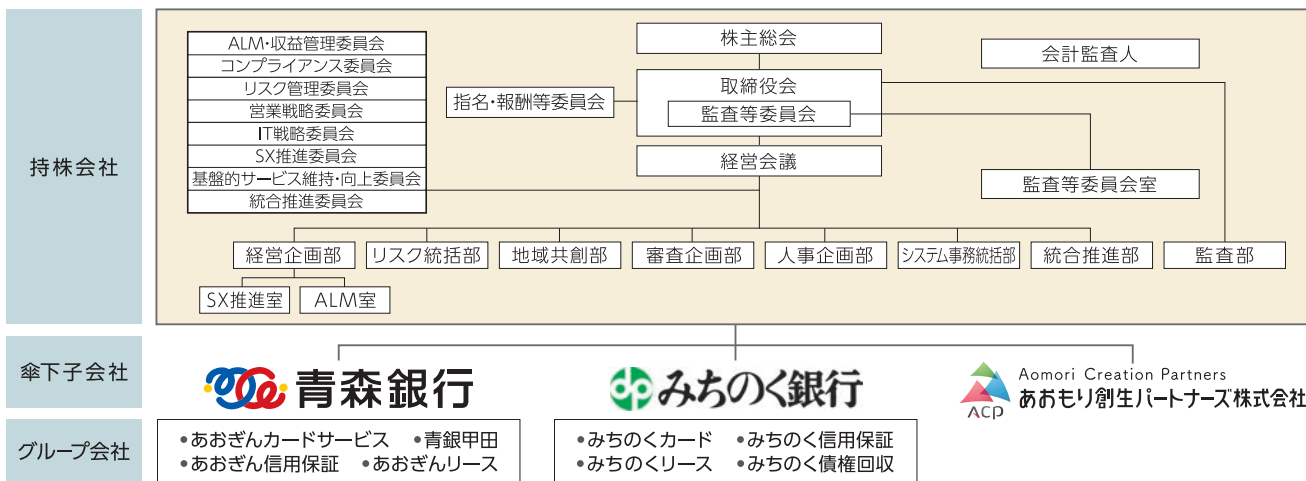 持株会社
ALM・収益管理委員会
コンプライアンス委員会
リスク管理委員会
営業戦略委員会
IT戦略委員会
SX推進委員会
基盤的サービス維持・向上委員会
統合推進委員会
株主総会
取締役会
監査等委員会
指名・報酬等委員会
経営会議
会計監査人
監査等委員会室
経営企画部
リスク統括部
地域共創部
審査企画部
人事企画部
システム事務統括部
統合推進部
監査部
SX推進室
ALM室
傘下子会社
青森銀行
みちのく銀行
ACP
Aomori Creation Partners
あおもり創生パートナーズ株式会社
グループ会社
•あおぎんカードサービス •青銀甲田
•あおぎん信用保証 •あおぎんリース
•みちのくカード •みちのく信用保証
•みちのくリース •みちのく債権回収